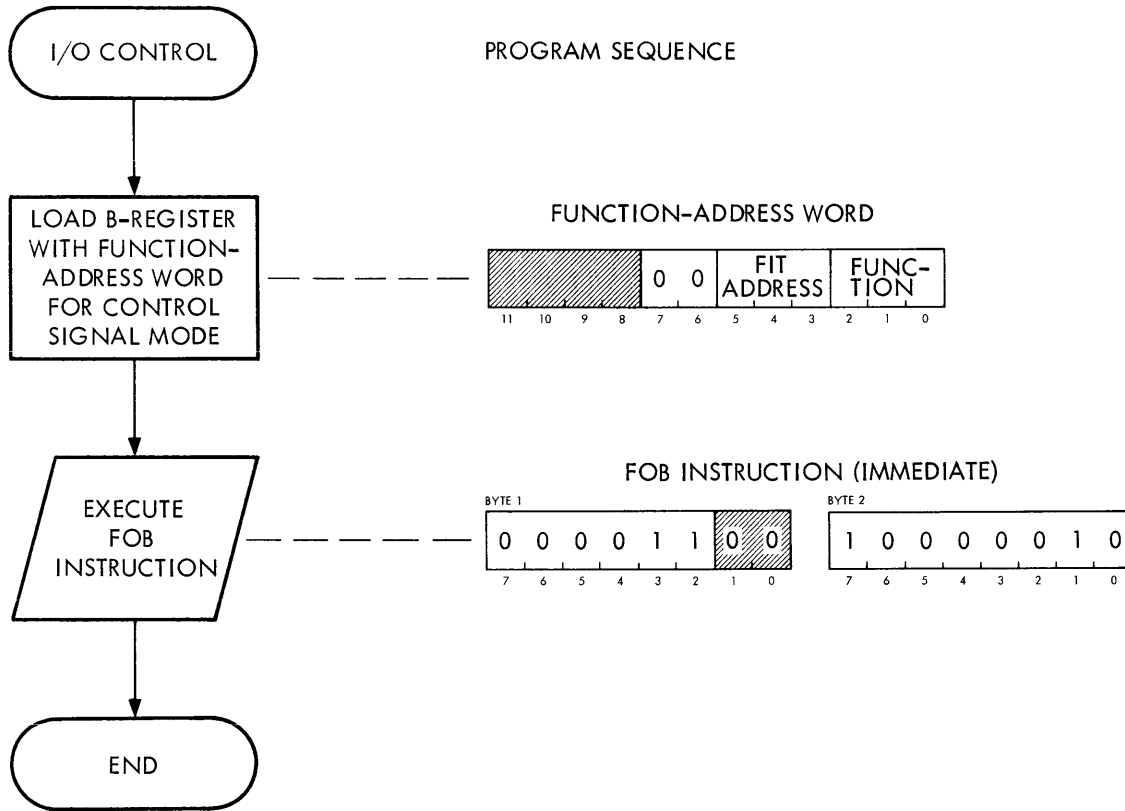 I/O CONTROL
PROGRAM SEQUENCE
LOAD B-REGISTER
WITH FUNCTION-
ADDRESS WORD
FOR CONTROL
SIGNAL MODE
FUNCTION-ADDRESS WORD
0 0 FIT ADDRESS FUNC-TION
11 10 9 8 7 6 5 4 3 2 1 0
EXECUTE
FOB
INSTRUCTION
FOB INSTRUCTION (IMMEDIATE)
BYTE 1
0 0 0 0 1 1 0 0
7 6 5 4 3 2 1 0
BYTE 2
1 0 0 0 0 0 1 0
7 6 5 4 3 2 1 0
END